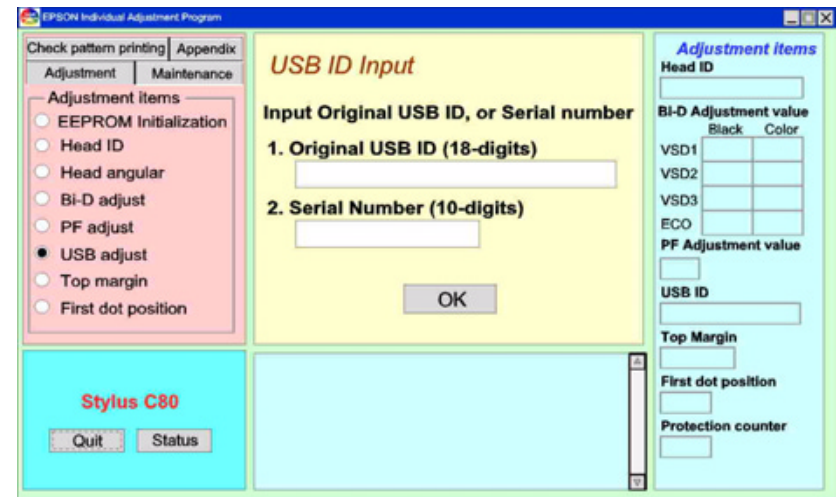 EPSON Individual Adjustment Program
Check pattern printing Appendix
Adjustment Maintenance
Adjustment items
EEPROM Initialization
Head ID
Head angular
Bi-D adjust
PF adjust
USB adjust
Top margin
First dot position
Stylus C80
Quit Status
USB ID Input
Input Original USB ID, or Serial number
1. Original USB ID (18-digits)
2. Serial Number (10-digits)
OK
Adjustment items
Head ID
Bi-D Adjustment value
Black Color
VSD1
VSD2
VSD3
ECO
PF Adjustment value
USB ID
Top Margin
First dot position
Protection counter